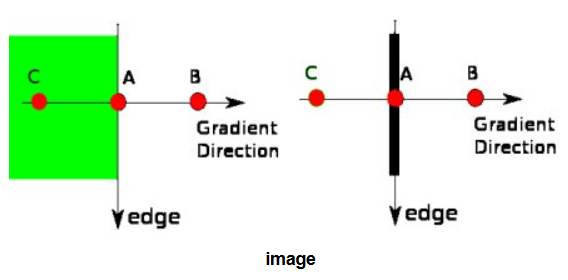 C A B
Gradient
Direction
edge
C A B
Gradient
Direction
edge
image